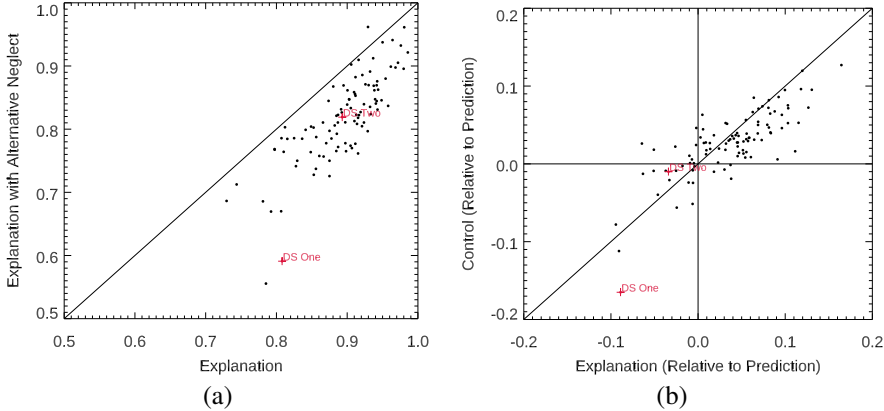 Explanation with Alternative Neglect
1.0
0.9
0.8
0.7
0.6
0.5
DS Two
DS One
0.5 0.6 0.7 0.8 0.9 1.0
Explanation
(a)
Control (Relative to Prediction)
0.2
0.1
0.0
-0.1
-0.2
DS Two
DS One
-0.2 -0.1 0.0 0.1 0.2
Explanation (Relative to Prediction)
(b)